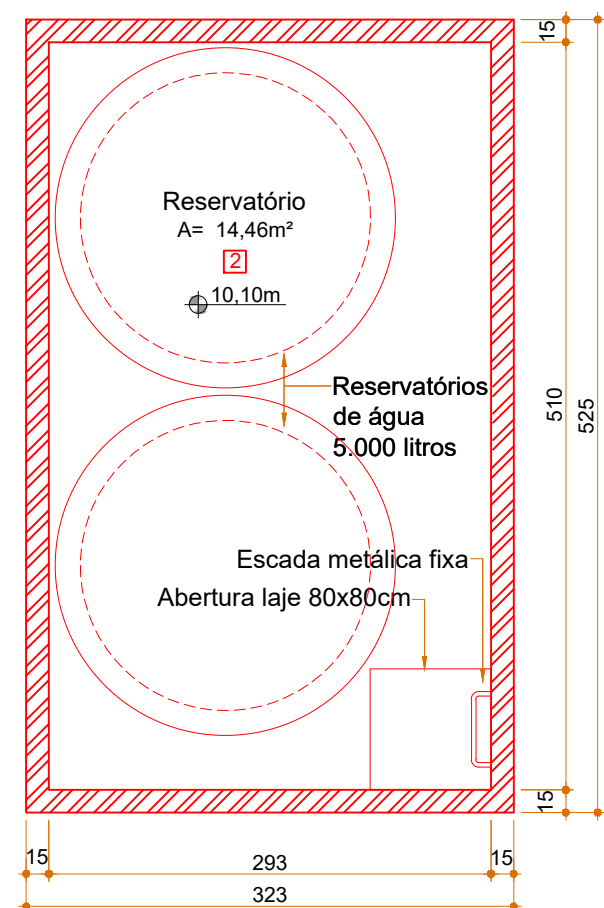 15
Reservatório
A= 14,46m²
2
10,10m
Reservatórios
de água
5.000 litros
510
525
Escada metálica fixa
Abertura laje 80x80cm
15
15
293
15
323